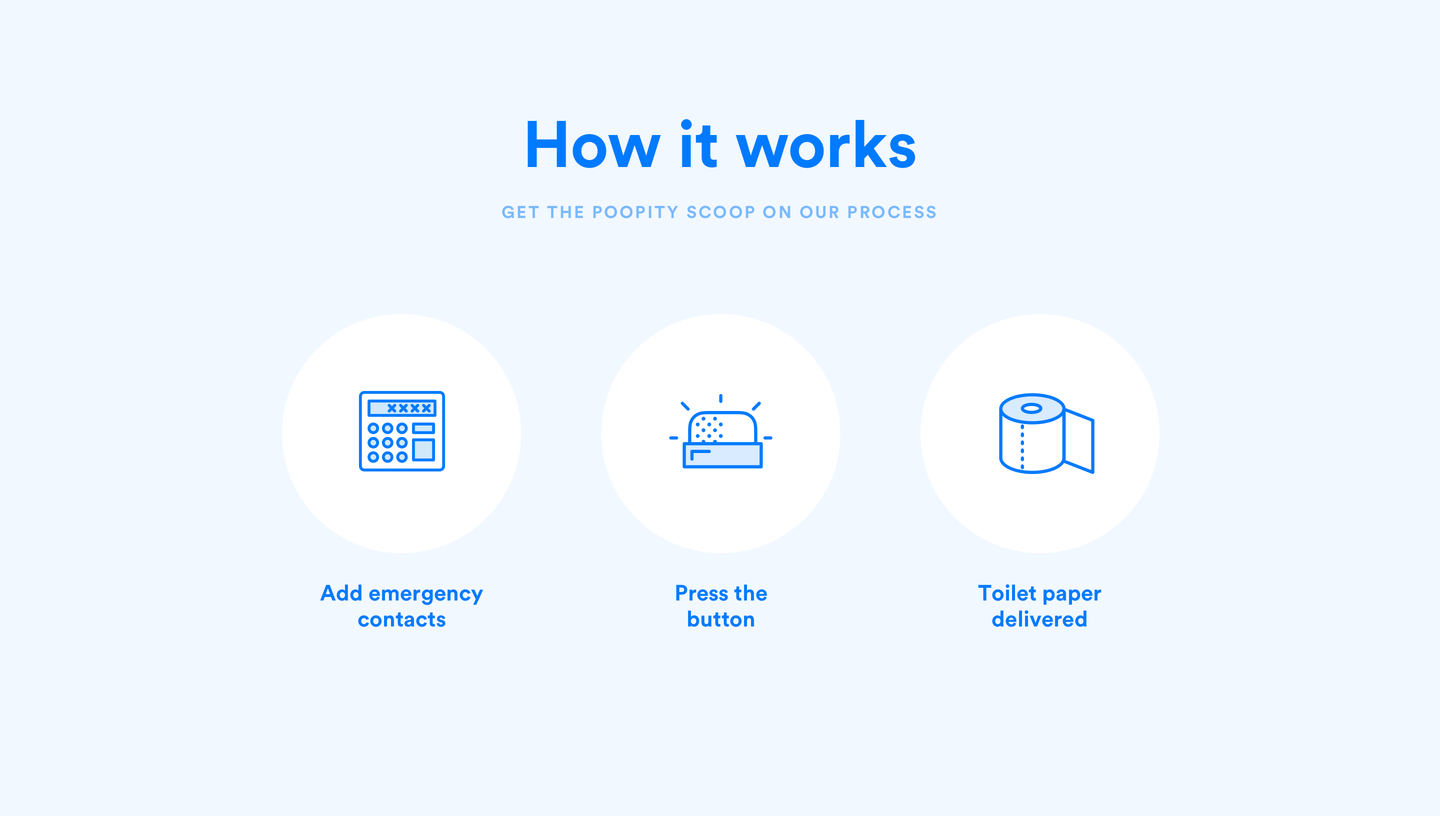 How it works
GET THE POOPITY SCOOP ON OUR PROCESS
xxxx
Add emergency
contacts
Press the
button
Toilet paper
delivered